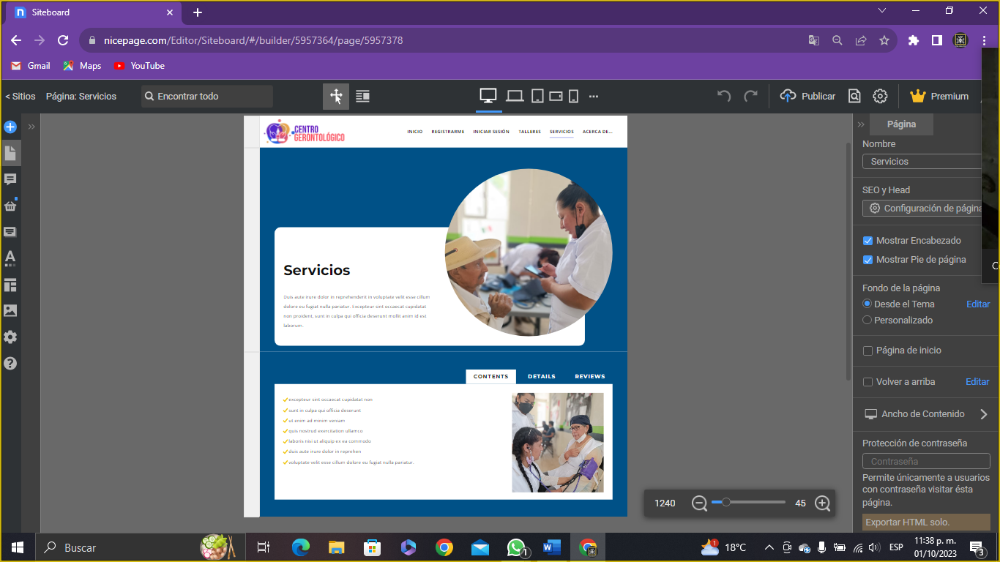 Siteboard
nicepage.com/Editor/Siteboard/#/builder/5957364/page/5957378
Gmail Maps YouTube
< Sitios Página: Servicios Encontrar todo Publicar Premium
CENTRO
GERONTOLÓGICO
INICIO REGISTRARME INICIAR SESIÓN TALLERES SERVICIOS ACERCA DE...
Servicios
Duis aute irure dolor in reprehenderit in voluptate velit esse cillum
dolore eu fugiat nulla pariatur. Excepteur sint occaecat cupidatat
non proident, sunt in culpa qui officia deserunt mollit anim id est
laborum.
CONTENTS DETAILS REVIEWS
excepteur sint occaecat cupidatat non
sunt in culpa qui officia deserunt
ut enim ad minim veniam
quis nostrud exercitation ullamco
laboris nisi ut aliquip ex ea commodo
duis aute irure dolor in reprehen
voluptate velit esse cillum dolore eu fugiat nulla pariatur.
1240 45
Página
Nombre
Servicios
SEO y Head
Configuración de página
Mostrar Encabezado
Mostrar Pie de página
Fondo de la página
Desde el Tema Editar
Personalizado
Página de inicio
Volver a arriba Editar
Ancho de Contenido
Protección de contraseña
Contraseña
Permite únicamente a usuarios
con contraseña visitar ésta
página.
Exportar HTML solo.
Buscar
1
1
18°C
ESP
11:38 p. m.
01/10/2023
3